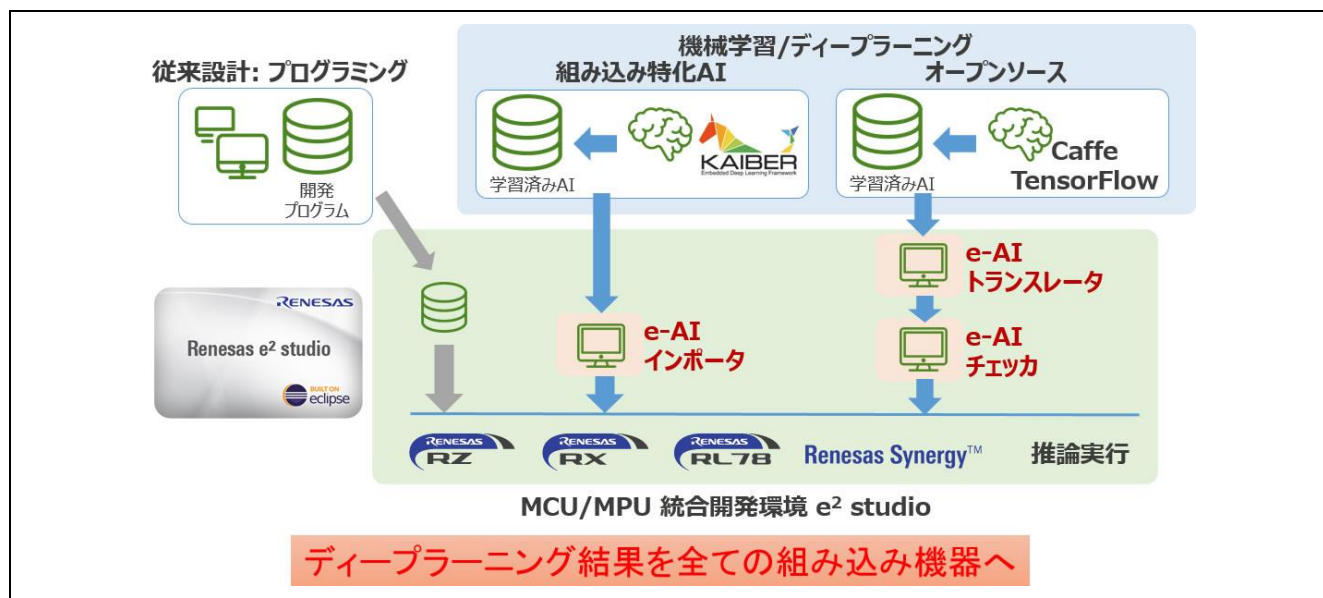 機械学習/ディープラーニング
従来設計: プログラミング
組み込み特化AI
オープンソース
開発
プログラム
学習済みAI
KAIBER
Embedded Deep Learning Framework
学習済みAI
Caffe
TensorFlow
e-AI
トランスレータ
RENESAS
Renesas e² studio
BUILT ON
eclipse
e-AI
インポータ
e-AI
チェッカ
RENESAS
RZ
RENESAS
RX
RENESAS
RL78
Renesas Synergy™
推論実行
MCU/MPU 統合開発環境 e² studio
ディープラーニング結果を全ての組み込み機器へ